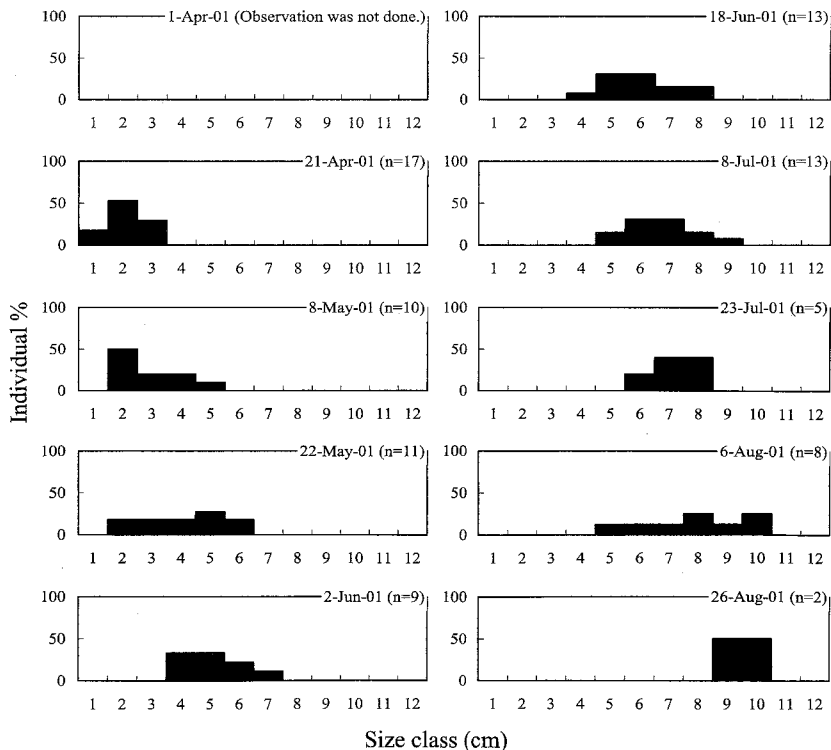 1-Apr-01 (Observation was not done.)
100
50
0
1 2 3 4 5 6 7 8 9 10 11 12
21-Apr-01 (n=17)
100
50
0
1 2 3 4 5 6 7 8 9 10 11 12
8-May-01 (n=10)
100
50
0
1 2 3 4 5 6 7 8 9 10 11 12
22-May-01 (n=11)
100
50
0
1 2 3 4 5 6 7 8 9 10 11 12
2-Jun-01 (n=9)
100
50
0
1 2 3 4 5 6 7 8 9 10 11 12
18-Jun-01 (n=13)
100
50
0
1 2 3 4 5 6 7 8 9 10 11 12
8-Jul-01 (n=13)
100
50
0
1 2 3 4 5 6 7 8 9 10 11 12
23-Jul-01 (n=5)
100
50
0
1 2 3 4 5 6 7 8 9 10 11 12
6-Aug-01 (n=8)
100
50
0
1 2 3 4 5 6 7 8 9 10 11 12
26-Aug-01 (n=2)
100
50
0
1 2 3 4 5 6 7 8 9 10 11 12
Individual %
Size class (cm)